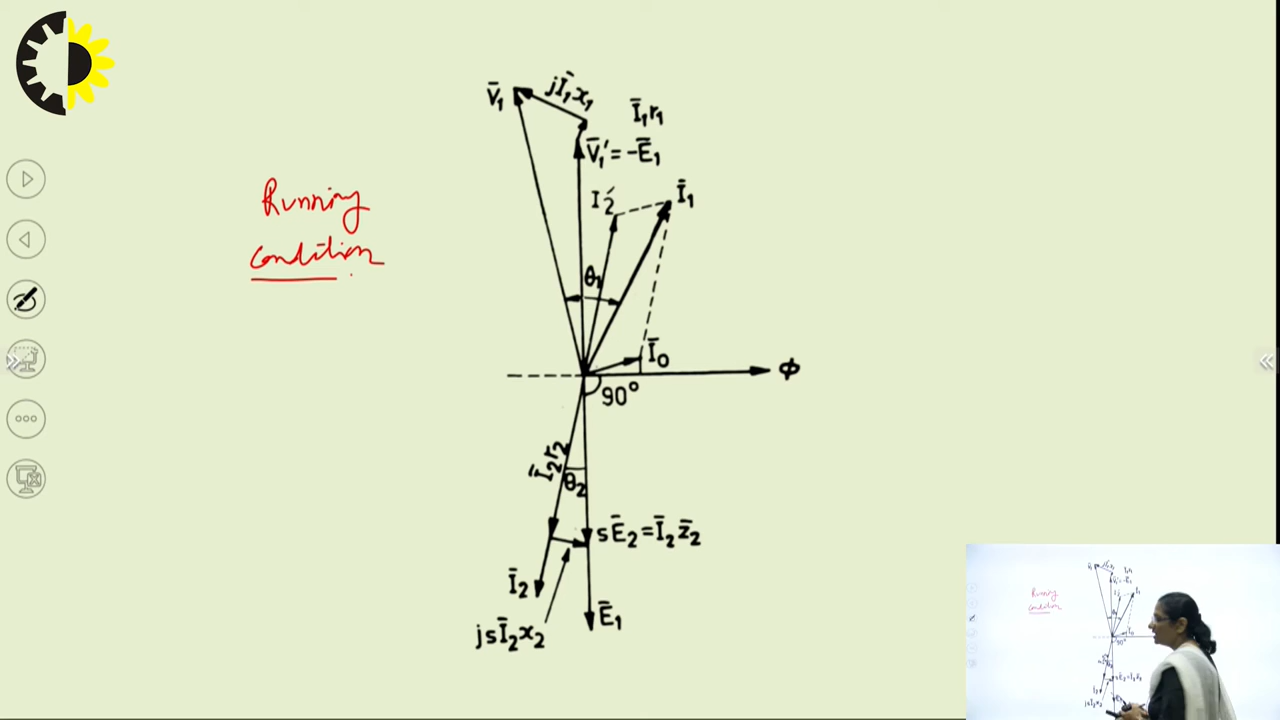 V̄₁
jĪ₁x₁
Ī₁r₁
V̄₁′ = -Ē₁
I₂′
Ī₁
Running
condition
θ₁
Ī₀
ϕ
90°
Ī₂r₂
θ₂
sĒ₂ = Ī₂z̄₂
Ī₂
Ē₁
jsĪ₂x₂